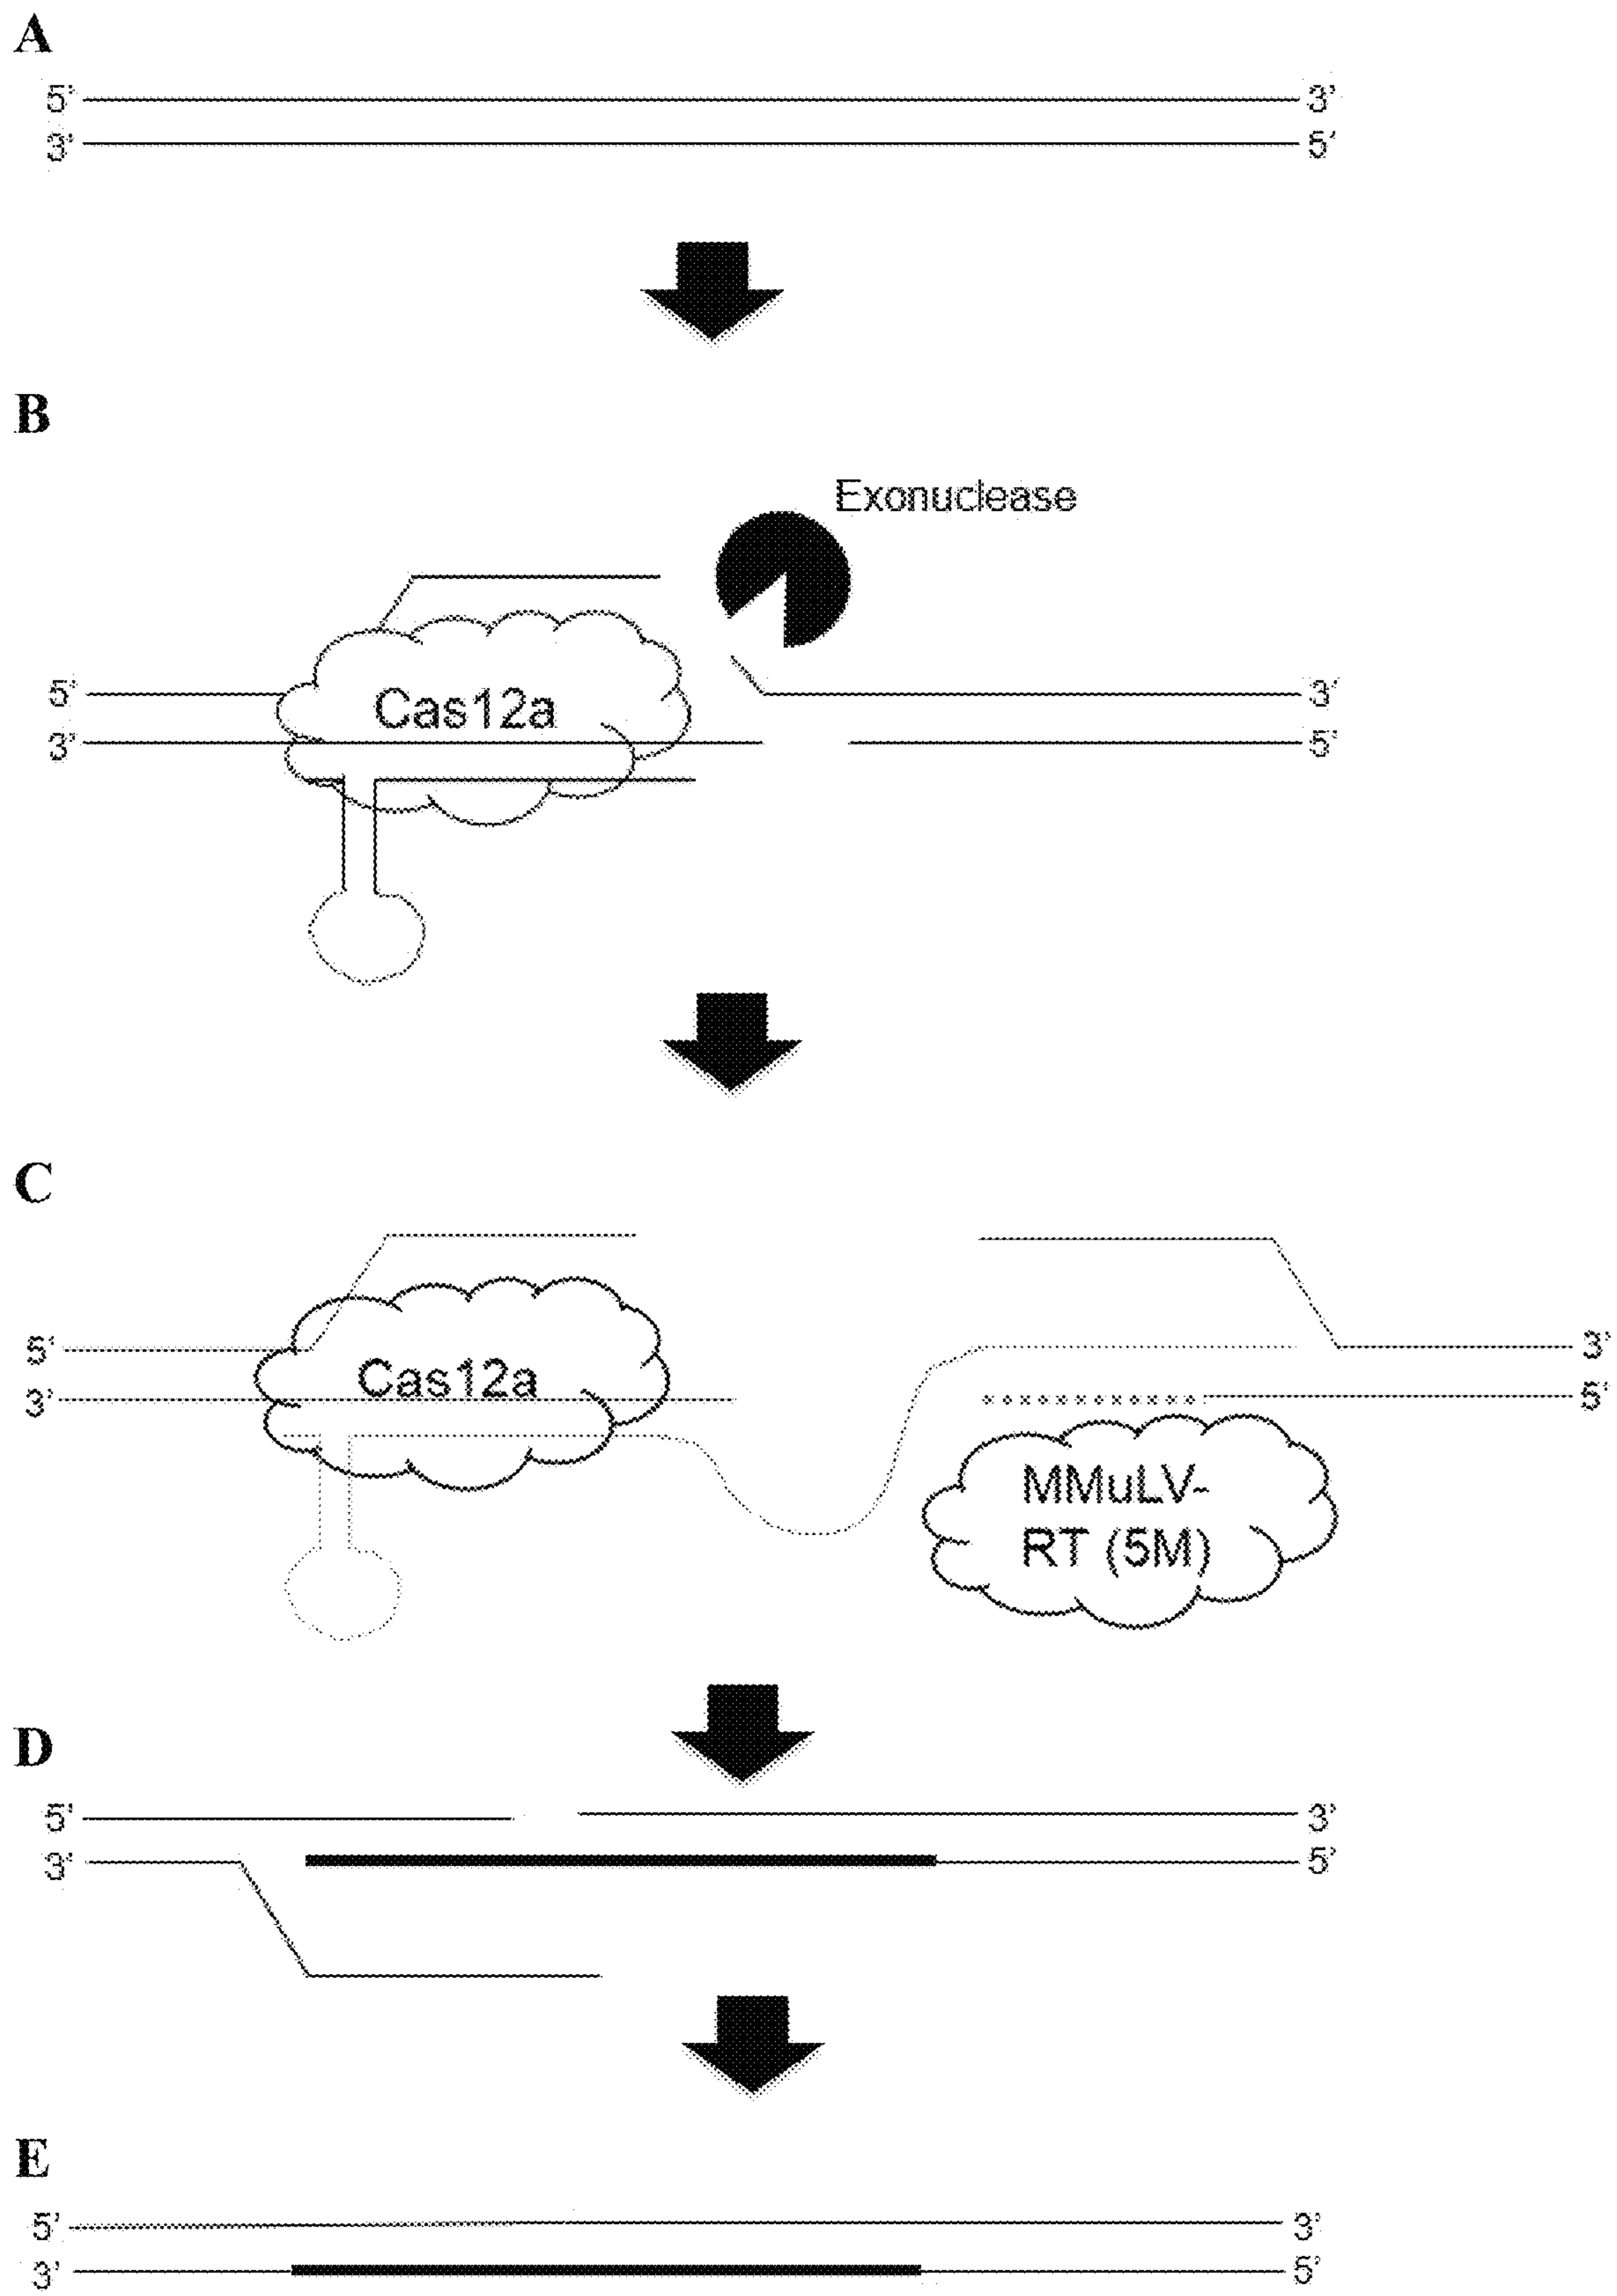 A
5' 3'
3' 5'
B
Exonuclease
Cas12a
5' 3'
3' 5'
C
5' 3'
Cas12a
3' 5'
MMuLV-
RT (5M)
D
5' 3'
3' 5'
E
5' 3'
3' 5'